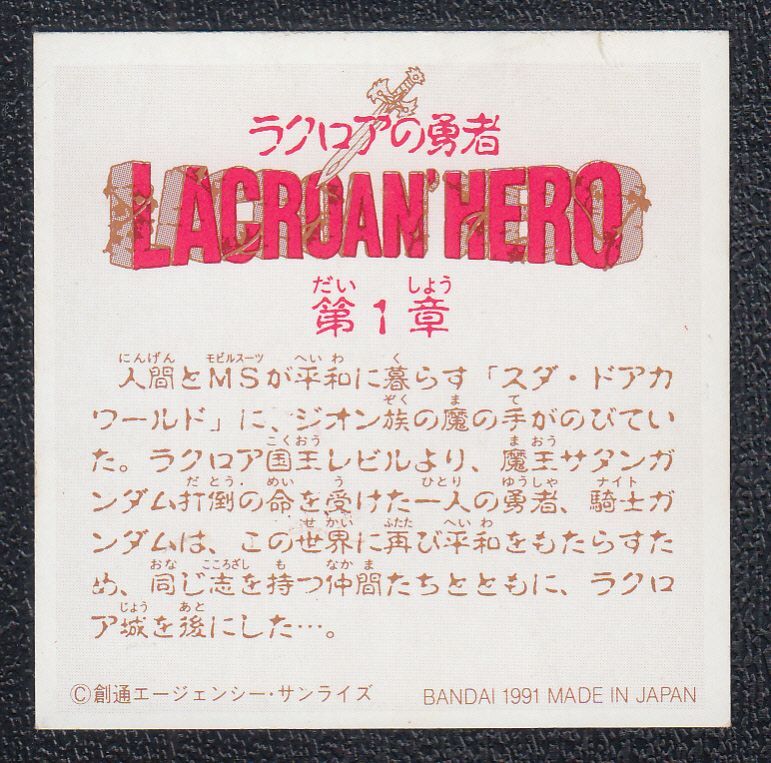 ラクロアの勇者
LACROAN'HERO
だい しょう
第1章
にんげん モビルスーツ へいわ く
人間とMSが平和に暮らす「スダ・ドアカ
ぞく ま て
ワールド」に、ジオン族の魔の手がのびてい
こくおう まおう
た。ラクロア国王レビルより、魔王サタンガ
だとう・ めい う ひとり ゆうしゃ ナイト
ンダム打倒の命を受けた一人の勇者、騎士ガ
せかい ふたた へいわ
ンダムは、この世界に再び平和をもたらすた
おな こころざし も なかま
め、同じ志を持つ仲間たちとともに、ラクロ
じょう あと
ア城を後にした…。
©創通エージェンシー・サンライズ
BANDAI 1991 MADE IN JAPAN